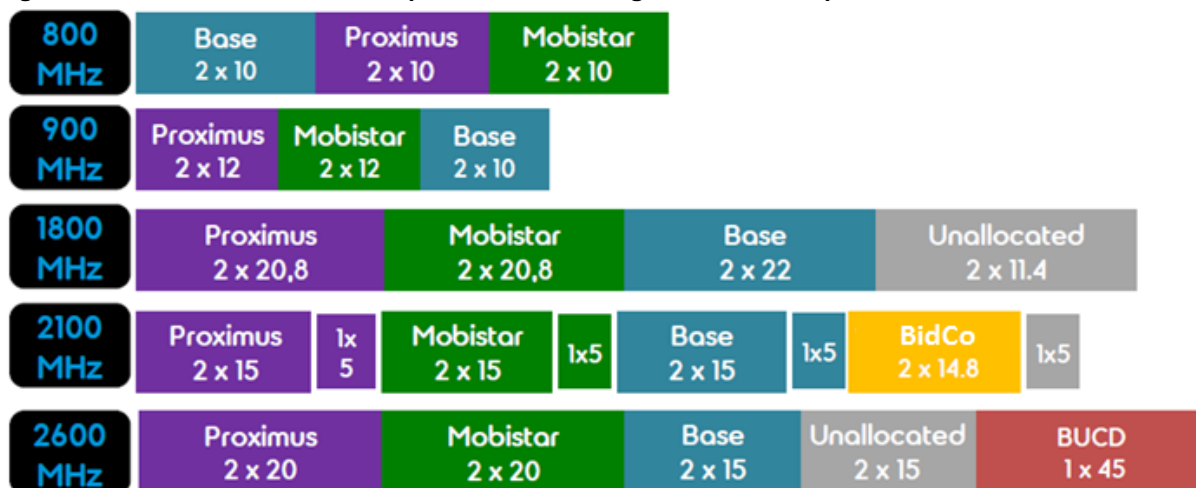 800
MHz
Base
2 x 10
Proximus
2 x 10
Mobistar
2 x 10
900
MHz
Proximus
2 x 12
Mobistar
2 x 12
Base
2 x 10
1800
MHz
Proximus
2 x 20,8
Mobistar
2 x 20,8
Base
2 x 22
Unallocated
2 x 11.4
2100
MHz
Proximus
2 x 15
1x
5
Mobistar
2 x 15
1x5
Base
2 x 15
1x5
BidCo
2 x 14.8
1x5
2600
MHz
Proximus
2 x 20
Mobistar
2 x 20
Base
2 x 15
Unallocated
2 x 15
BUCD
1 x 45